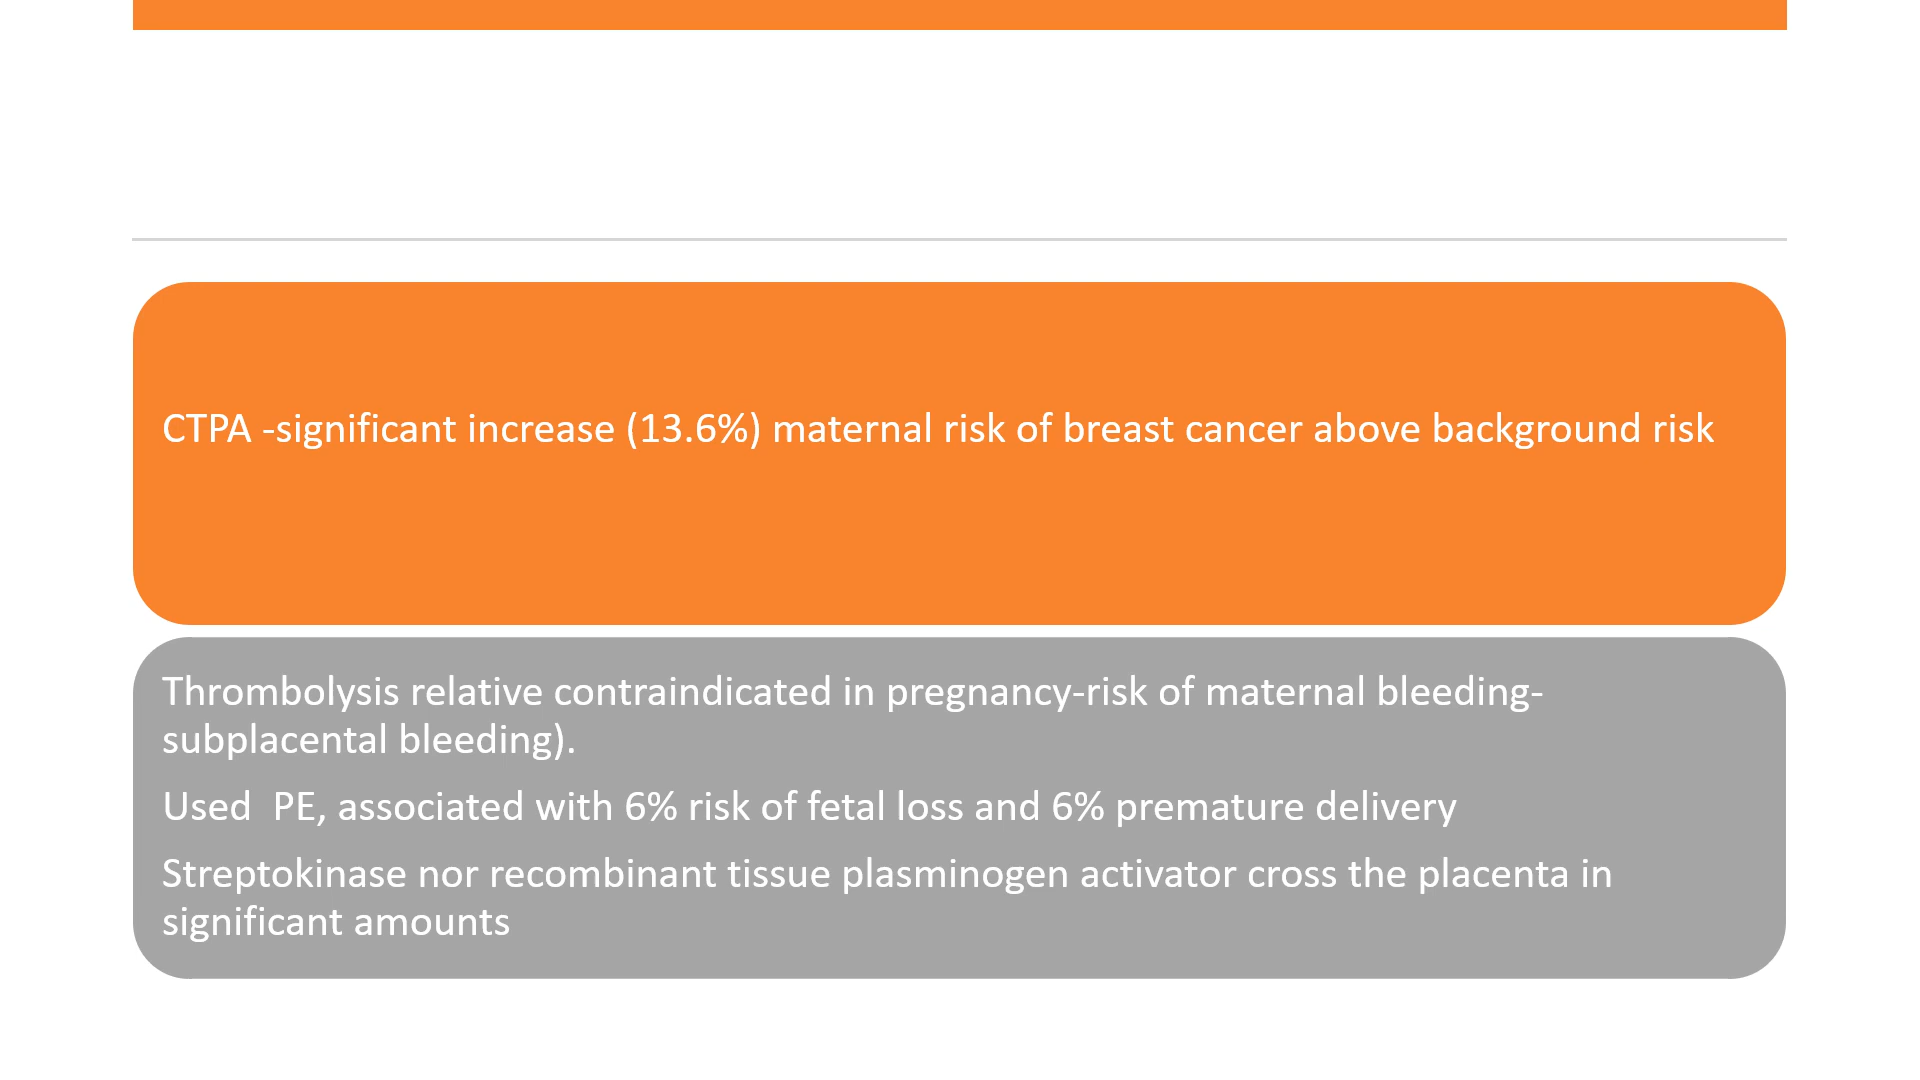 CTPA -significant increase (13.6%) maternal risk of breast cancer above background risk
Thrombolysis relative contraindicated in pregnancy-risk of maternal bleeding-
subplacental bleeding).
Used  PE, associated with 6% risk of fetal loss and 6% premature delivery
Streptokinase nor recombinant tissue plasminogen activator cross the placenta in
significant amounts